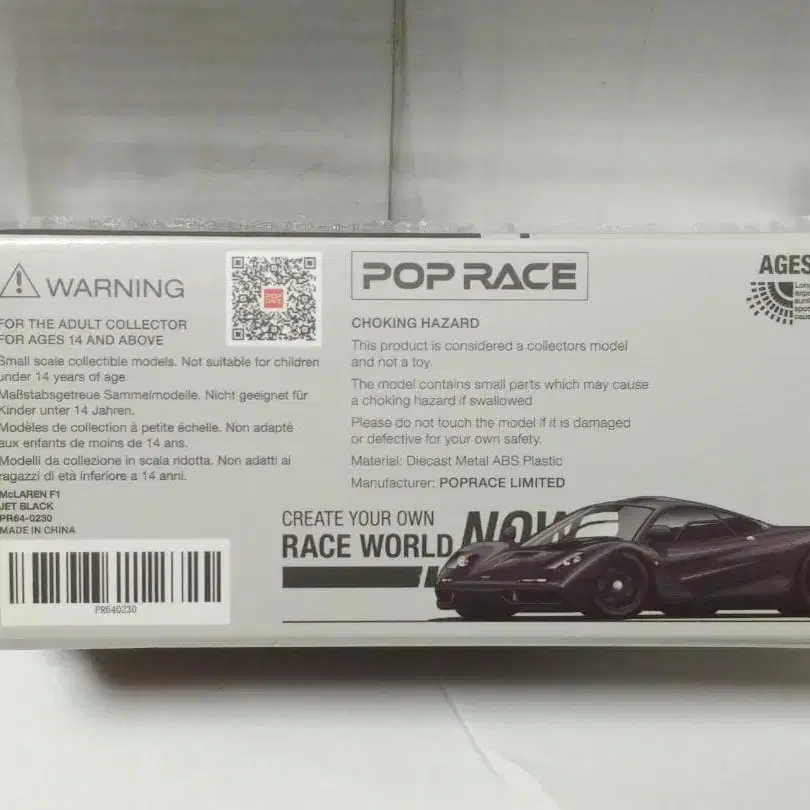 WARNING
FOR THE ADULT COLLECTOR
FOR AGES 14 AND ABOVE
Small scale collectible models. Not suitable for children
under 14 years of age
Maßstabsgetreue Sammelmodelle. Nicht geeignet für
Kinder unter 14 Jahren.
Modèles de collection à petite échelle. Non adapté
aux enfants de moins de 14 ans.
Modelli da collezione in scala ridotta. Non adatti ai
ragazzi di età inferiore a 14 anni.
McLAREN F1
JET BLACK
PR64-0230
MADE IN CHINA
PR640230
POP RACE
POP RACE
CHOKING HAZARD
This product is considered a collectors model
and not a toy.
The model contains small parts which may cause
a choking hazard if swallowed
Please do not touch the model if it is damaged
or defective for your own safety.
Material: Diecast Metal ABS Plastic
Manufacturer: POPRACE LIMITED
CREATE YOUR OWN
RACE WORLD NOW
AGES